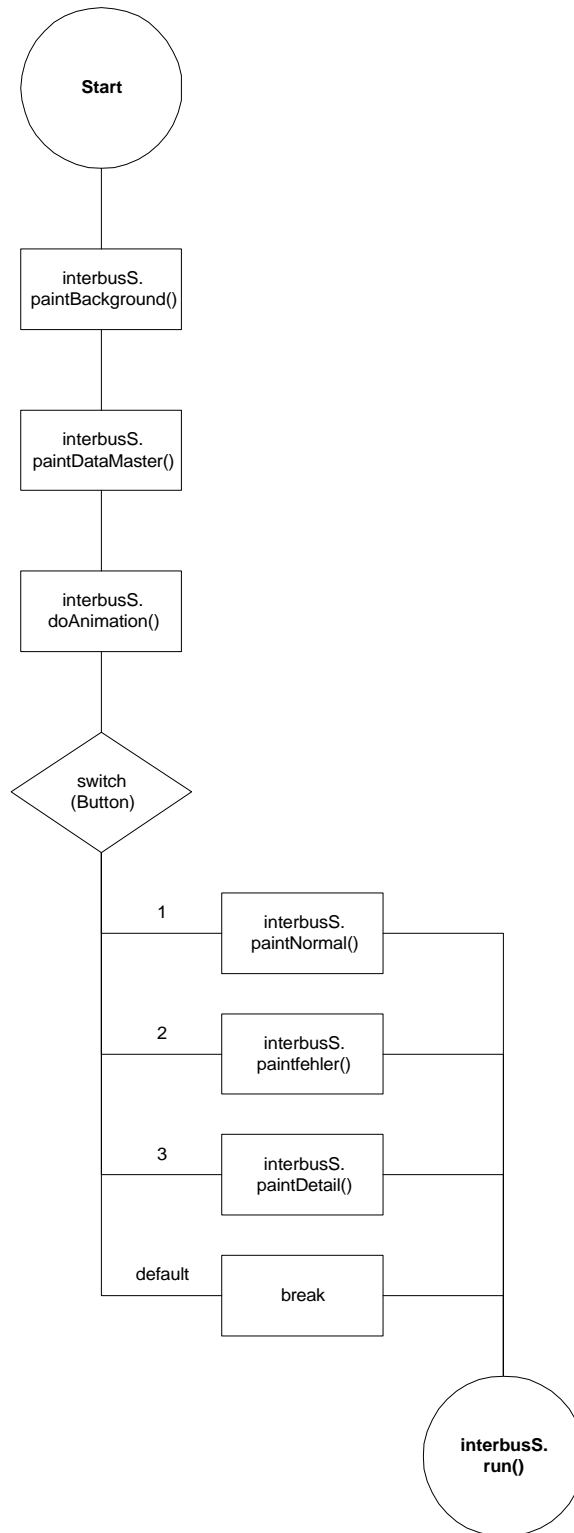 Start
interbusS.
paintBackground()
interbusS.
paintDataMaster()
interbusS.
doAnimation()
switch
(Button)
1
interbusS.
paintNormal()
2
interbusS.
paintfehler()
3
interbusS.
paintDetail()
default
break
interbusS.
run()